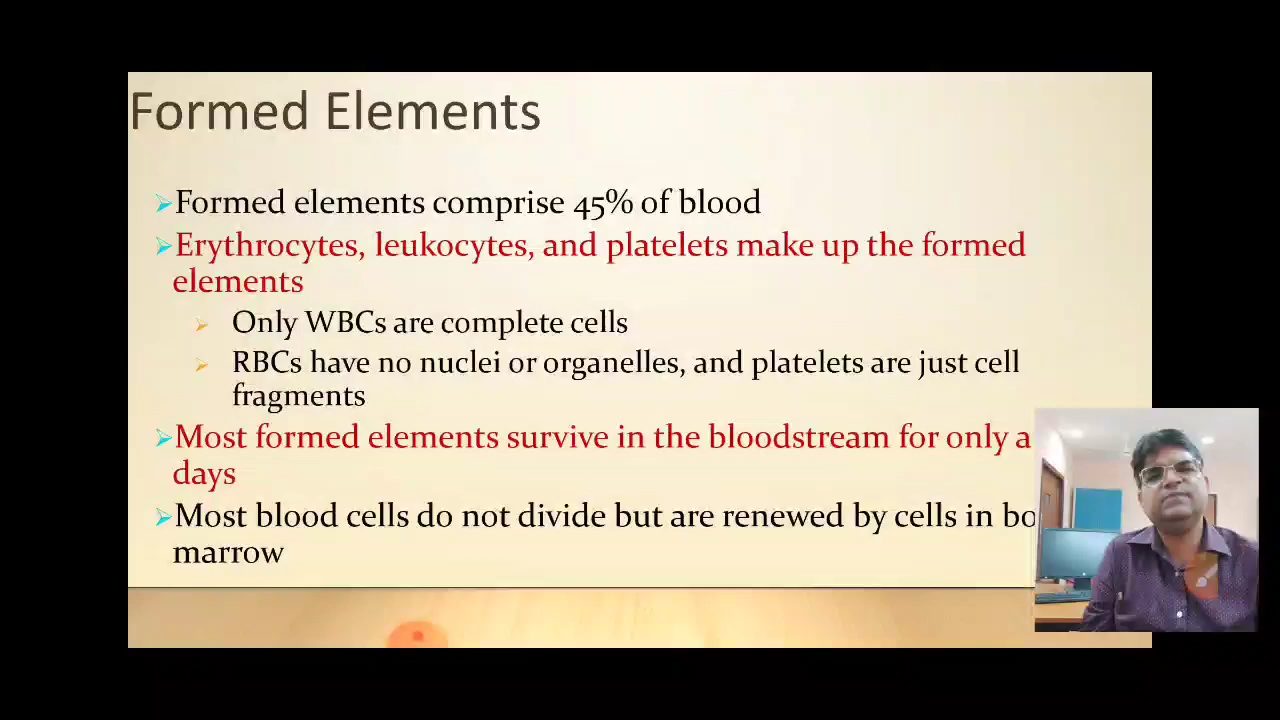 Formed Elements
Formed elements comprise 45% of blood
Erythrocytes, leukocytes, and platelets make up the formed
elements
Only WBCs are complete cells
RBCs have no nuclei or organelles, and platelets are just cell
fragments
Most formed elements survive in the bloodstream for only a
days
Most blood cells do not divide but are renewed by cells in bo
marrow